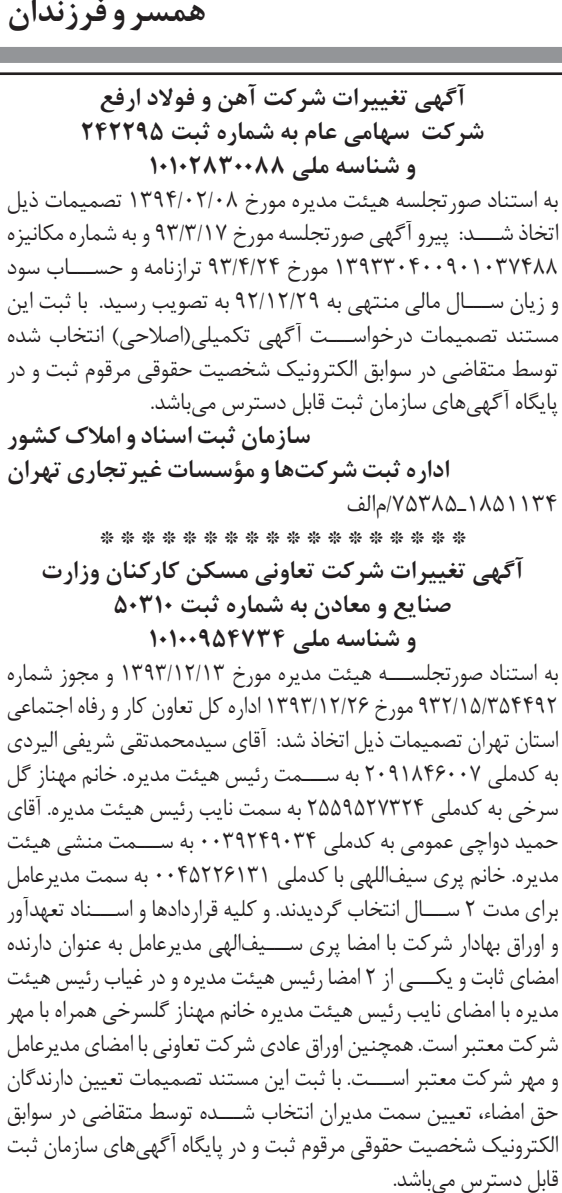 همسر و فرزندان
آگهی تغییرات شرکت آهن و فولاد ارفع
شرکت سهامی عام به شماره ثبت ۲۴۲۲۹۵
و شناسه ملی ۱۰۱۰۲۸۳۰۰۸۸
به استناد صورتجلسه هیئت مدیره مورخ ۱۳۹۴/۰۲/۰۸ تصمیمات ذیل
اتخاذ شد: پیرو آگهی صورتجلسه مورخ ۹۳/۳/۱۷ و به شماره مکانیزه
۱۳۹۳۳۰۴۰۰۹۰۱۰۳۷۴۸۸ مورخ ۹۳/۴/۲۴ ترازنامه و حساب سود
و زیان سال مالی منتهی به ۹۲/۱۲/۲۹ به تصویب رسید. با ثبت این
مستند تصمیمات درخواست آگهی تکمیلی(اصلاحی) انتخاب شده
توسط متقاضی در سوابق الکترونیک شخصیت حقوقی مرقوم ثبت و در
پایگاه آگهی‌های سازمان ثبت قابل دسترس می‌باشد.
سازمان ثبت اسناد و املاک کشور
اداره ثبت شرکت‌ها و مؤسسات غیرتجاری تهران
۱۸۵۱۱۳۴ـ۷۵۳۸۵/م‌الف
* * * * * * * * * * * * * * * * * *
آگهی تغییرات شرکت تعاونی مسکن کارکنان وزارت
صنایع و معادن به شماره ثبت ۵۰۳۱۰
و شناسه ملی ۱۰۱۰۰۹۵۴۷۳۴
به استناد صورتجلسه هیئت مدیره مورخ ۱۳۹۳/۱۲/۱۳ و مجوز شماره
۹۳۲/۱۵/۳۵۴۴۹۲ مورخ ۱۳۹۳/۱۲/۲۶ اداره کل تعاون کار و رفاه اجتماعی
استان تهران تصمیمات ذیل اتخاذ شد: آقای سیدمحمدتقی شریفی الیردی
به کدملی ۲۰۹۱۸۴۶۰۰۷ به سمت رئیس هیئت مدیره. خانم مهناز گل
سرخی به کدملی ۲۵۵۹۵۲۷۳۲۴ به سمت نایب رئیس هیئت مدیره. آقای
حمید دواچی عمومی به کدملی ۰۰۳۹۲۴۹۰۳۴ به سمت منشی هیئت
مدیره. خانم پری سیف‌اللهی با کدملی ۰۰۴۵۲۲۶۱۳۱ به سمت مدیرعامل
برای مدت ۲ سال انتخاب گردیدند. و کلیه قراردادها و اسناد تعهدآور
و اوراق بهادار شرکت با امضا پری سیف‌الهی مدیرعامل به عنوان دارنده
امضای ثابت و یکی از ۲ امضا رئیس هیئت مدیره و در غیاب رئیس هیئت
مدیره با امضای نایب رئیس هیئت مدیره خانم مهناز گلسرخی همراه با مهر
شرکت معتبر است. همچنین اوراق عادی شرکت تعاونی با امضای مدیرعامل
و مهر شرکت معتبر است. با ثبت این مستند تصمیمات تعیین دارندگان
حق امضاء، تعیین سمت مدیران انتخاب شده توسط متقاضی در سوابق
الکترونیک شخصیت حقوقی مرقوم ثبت و در پایگاه آگهی‌های سازمان ثبت
قابل دسترس می‌باشد.